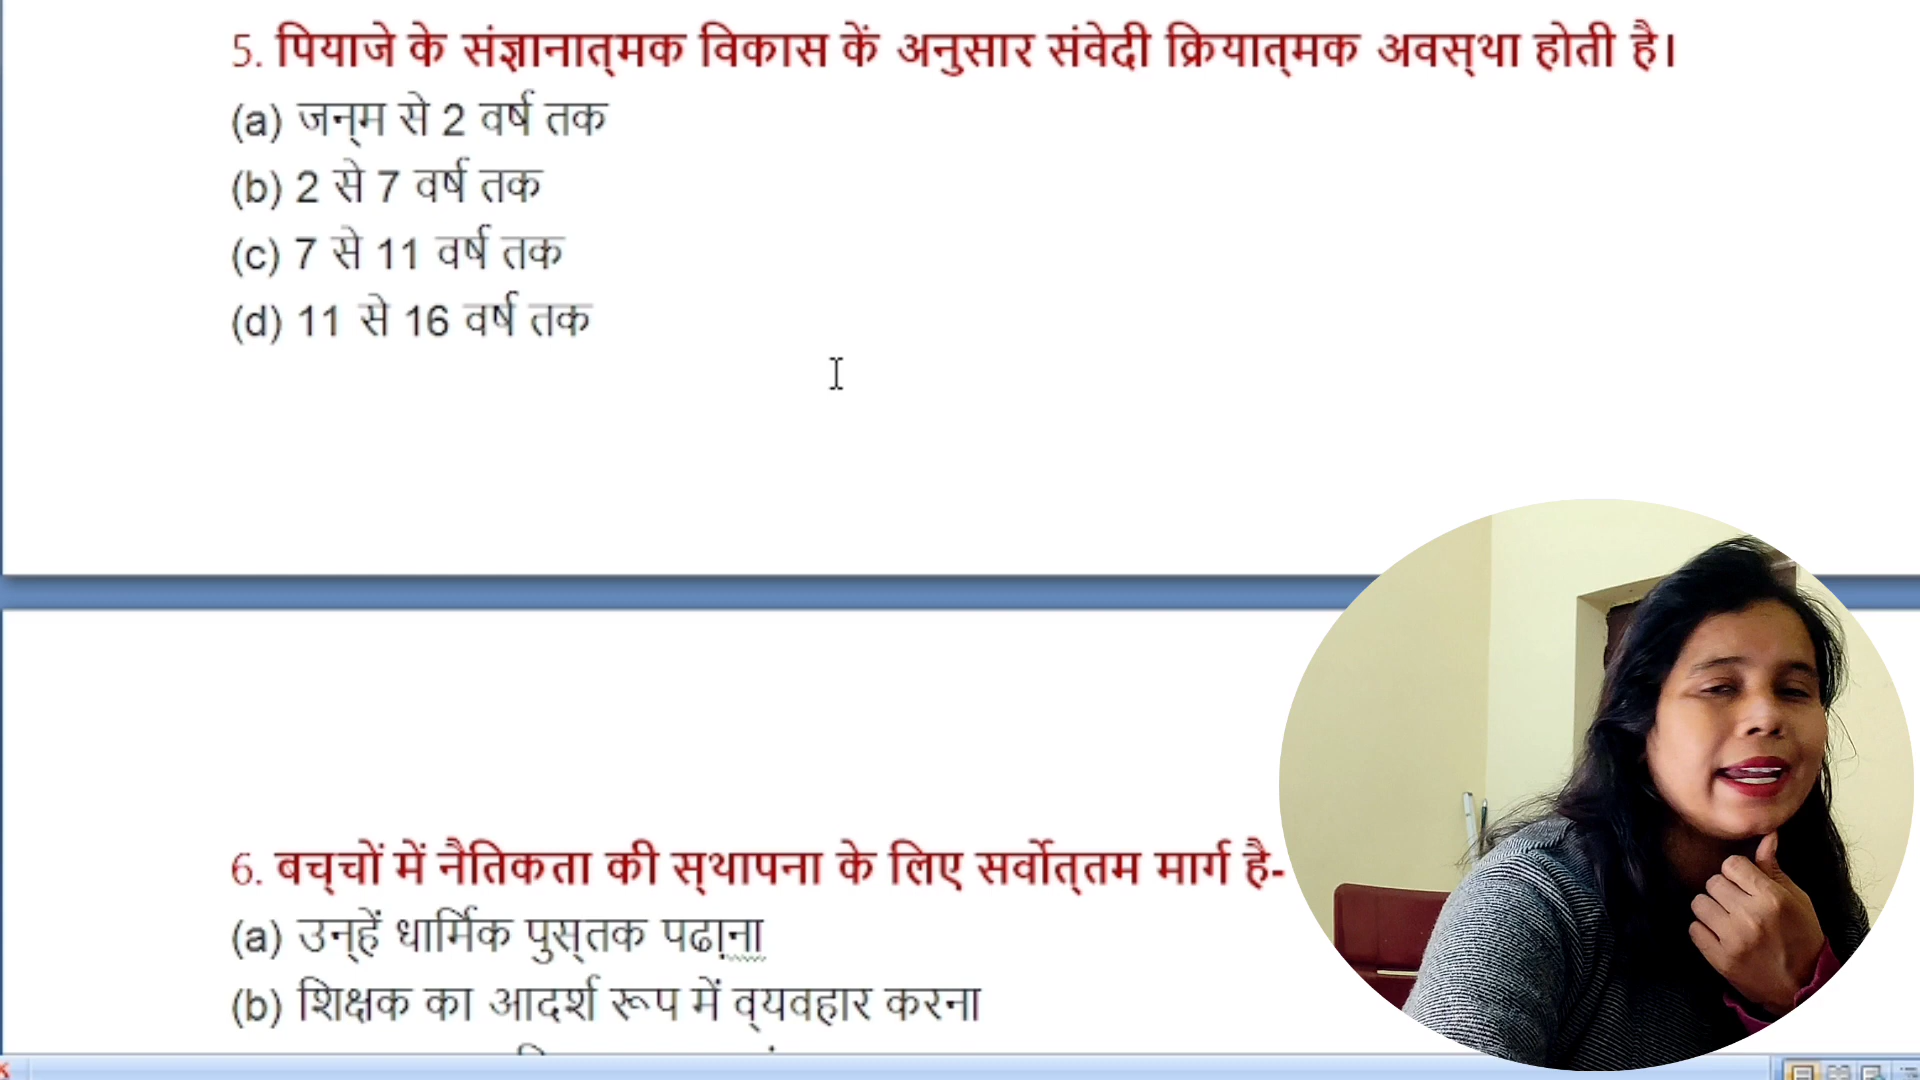 5. पियाजे के संज्ञानात्मक विकास कें अनुसार संवेदी क्रियात्मक अवस्था होती है।
(a) जन्म से 2 वर्ष तक
(b) 2 से 7 वर्ष तक
(c) 7 से 11 वर्ष तक
(d) 11 से 16 वर्ष तक
6. बच्चों में नैतिकता की स्थापना के लिए सर्वोत्तम मार्ग है-
(a) उन्हें धार्मिक पुस्तक पढाना
(b) शिक्षक का आदर्श रूप में व्यवहार करना